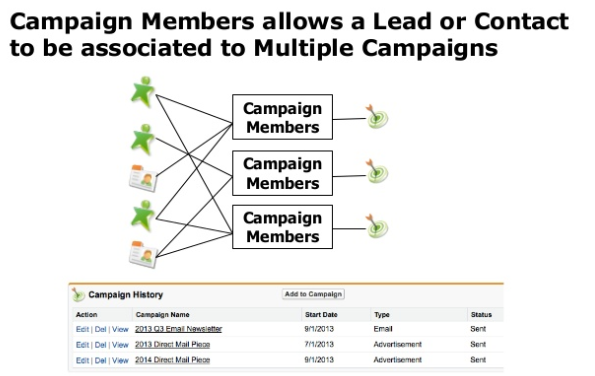 Campaign Members allows a Lead or Contact
to be associated to Multiple Campaigns
Campaign
Members
Campaign
Members
Campaign
Members
Campaign History
Add to Campaign
Action Campaign Name Start Date Type Status
Edit | Del | View 2013 Q3 Email Newsletter 9/1/2013 Email Sent
Edit | Del | View 2013 Direct Mail Piece 7/1/2013 Advertisement Sent
Edit | Del | View 2014 Direct Mail Piece 9/1/2013 Advertisement Sent